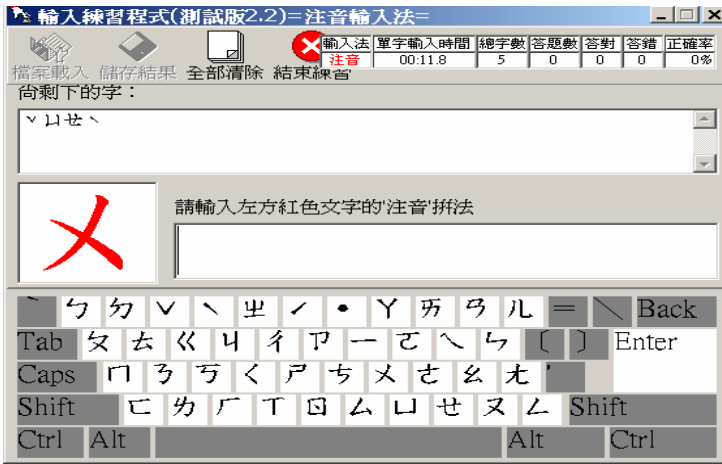 輸入練習程式(測試版2.2)=注音輸入法=
檔案載入 儲存結果 全部清除 結束練習
輸入法 單字輸入時間 總字數 答題數 答對 答錯 正確率
注音 00:11.8 5 0 0 0 0%
尙剩下的字：
ˇㄩㄝˋ
ㄨ
請輸入左方紅色文字的'注音'拼法
ˋ ㄅ ㄉ ˇ ˋ ㄓ ˊ ˙ ㄚ ㄞ ㄢ ㄦ = \ Back
Tab ㄆ ㄊ ㄍ ㄐ ㄔ ㄗ ㄧ ㄛ ㄟ ㄣ 〔 〕 Enter
Caps ㄇ ㄋ ㄎ ㄑ ㄕ ㄘ ㄨ ㄜ ㄠ ㄤ '
Shift ㄈ ㄌ ㄏ ㄒ ㄖ ㄙ ㄩ ㄝ ㄡ ㄥ Shift
Ctrl Alt Alt Ctrl